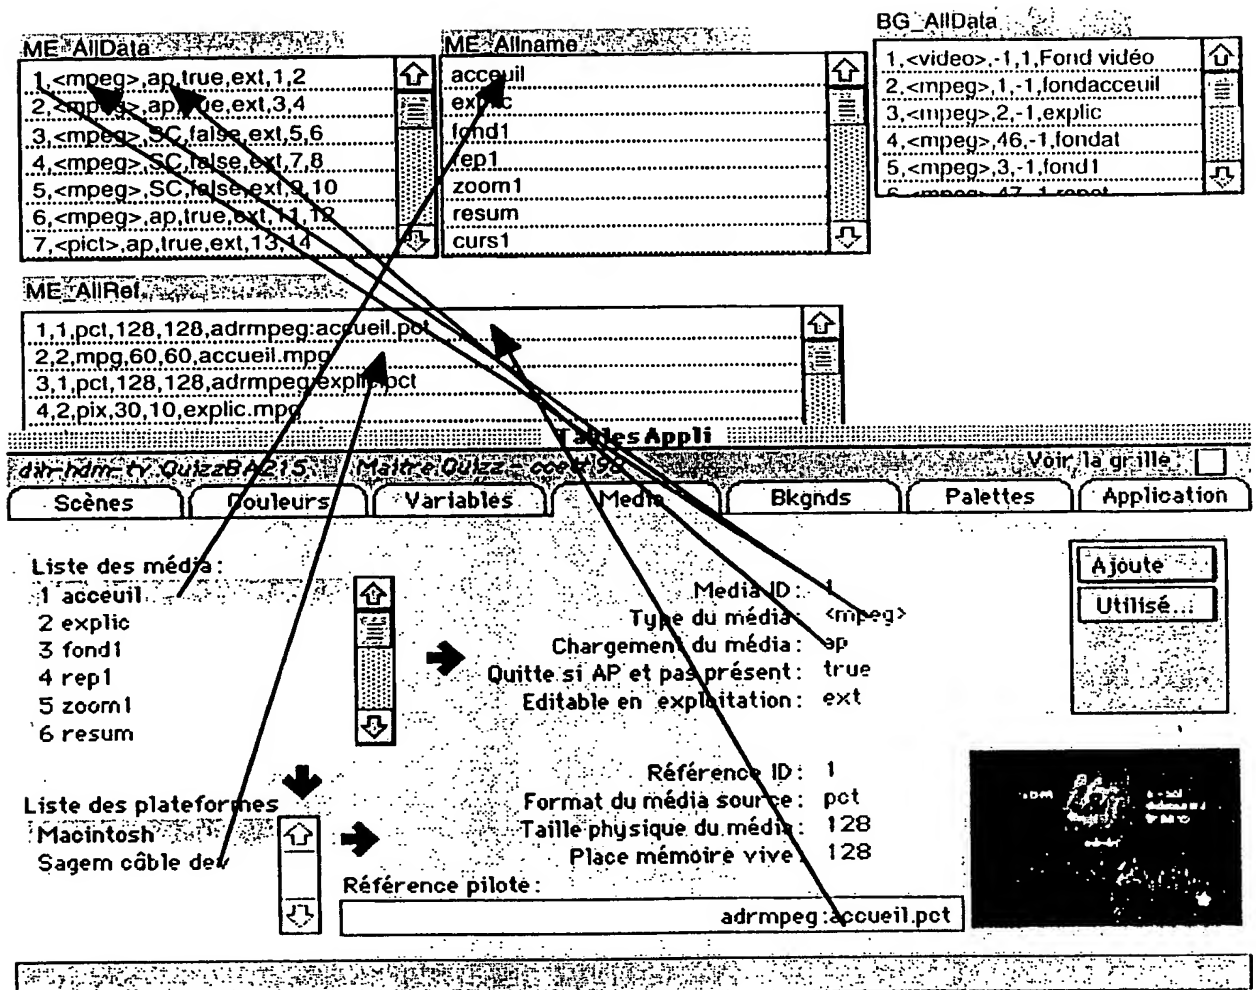 ME_AllData
1,<mpeg>,ap,true,ext,1,2
2,<mpeg>,ap,true,ext,3,4
3,<mpeg>,SC,false,ext,5,6
4,<mpeg>,SC,false,ext,7,8
5,<mpeg>,SC,false,ext,9,10
6,<mpeg>,ap,true,ext,11,12
7,<pict>,ap,true,ext,13,14
ME_Allname
acceuil
explic
fond1
rep1
zoom1
resum
curs1
BG_AllData
1,<video>,-1,1,Fond vidéo
2,<mpeg>,1,-1,fondacceuil
3,<mpeg>,2,-1,explic
4,<mpeg>,46,-1,fondat
5,<mpeg>,3,-1,fond1
6,<mpeg>,47,-1,repot
ME_AllRef
1,1,pct,128,128,adrmpeg:accueil.pct
2,2,mpg,60,60,accueil.mpg
3,1,pct,128,128,adrmpeg:explic.pct
4,2,pix,30,10,explic.mpg
Tables Appli
QuizzBA215 Maitre Quizz
Voir la grille
Scènes Couleurs Variables Media Bkgnds Palettes Application
Liste des média:
1 acceuil
2 explic
3 fond1
4 rep1
5 zoom1
6 resum
Media ID: 1
Type du média: <mpeg>
Chargement du média: ap
Quitte si AP et pas présent: true
Editable en exploitation: ext
Ajoute
Utilisé...
Liste des plateformes
Macintosh
Sagem câble dev
Référence ID: 1
Format du média source: pct
Taille physique du média: 128
Place mémoire vive: 128
Référence pilote:
adrmpeg:accueil.pct